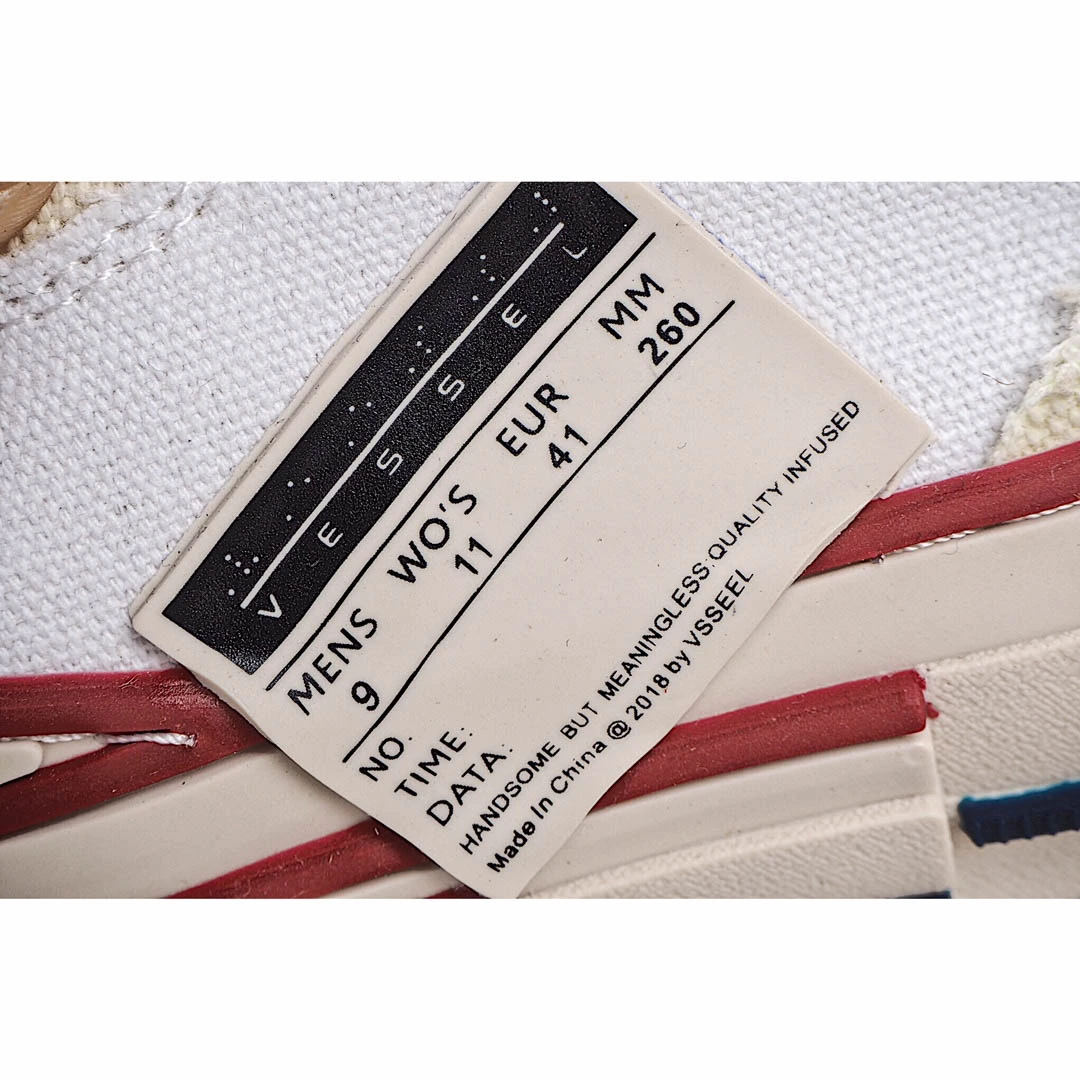 V E S S E L
MENS WO'S EUR MM
9 11 41 260
NO.
TIME:
DATA:
HANDSOME BUT MEANINGLESS:QUALITY INFUSED
Made In China @ 2018 by VSSEEL